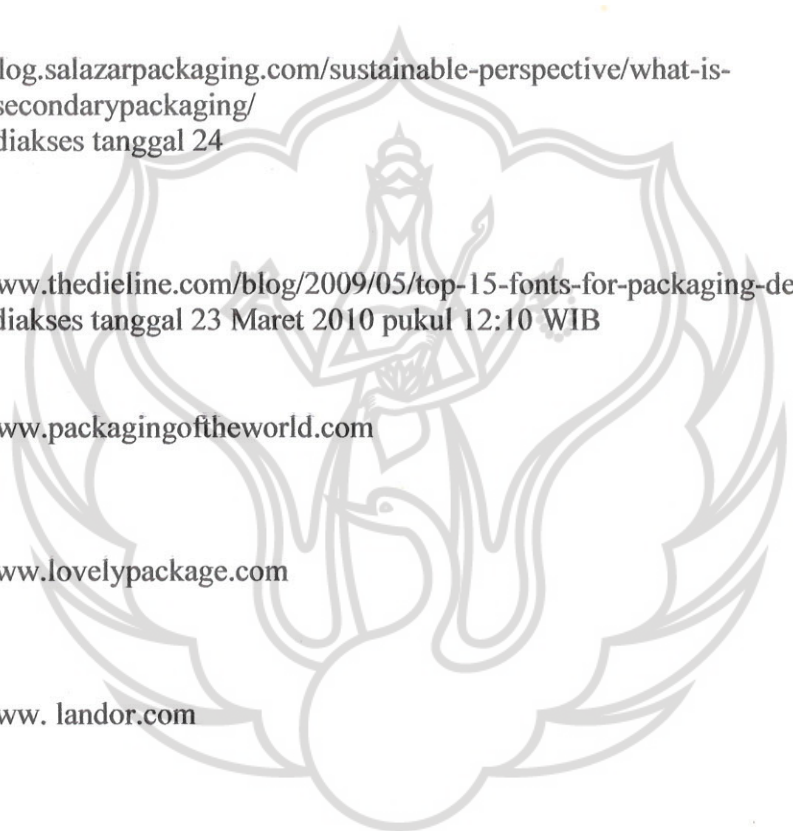 log.salazarpackaging.com/sustainable-perspective/what-is-
secondarypackaging/
diakses tanggal 24
ww.thedieline.com/blog/2009/05/top-15-fonts-for-packaging-de
diakses tanggal 23 Maret 2010 pukul 12:10 WIB
ww.packagingoftheworld.com
ww.lovelypackage.com
ww. landor.com